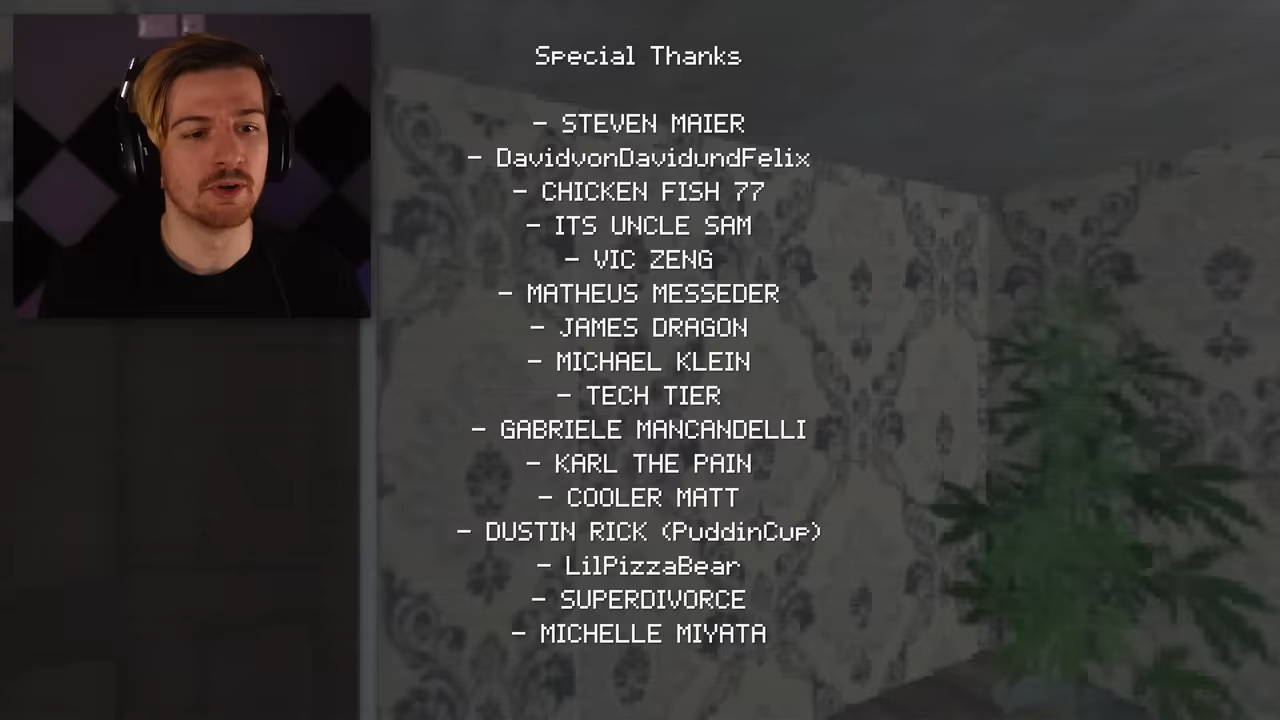 Special Thanks
- STEVEN MAIER
- DavidvonDavidundFelix
- CHICKEN FISH 77
- ITS UNCLE SAM
- VIC ZENG
- MATHEUS MESSEDER
- JAMES DRAGON
- MICHAEL KLEIN
- TECH TIER
- GABRIELE MANCANDELLI
- KARL THE PAIN
- COOLER MATT
- DUSTIN RICK (PuddinCup)
- LilPizzaBear
- SUPERDIVORCE
- MICHELLE MIYATA